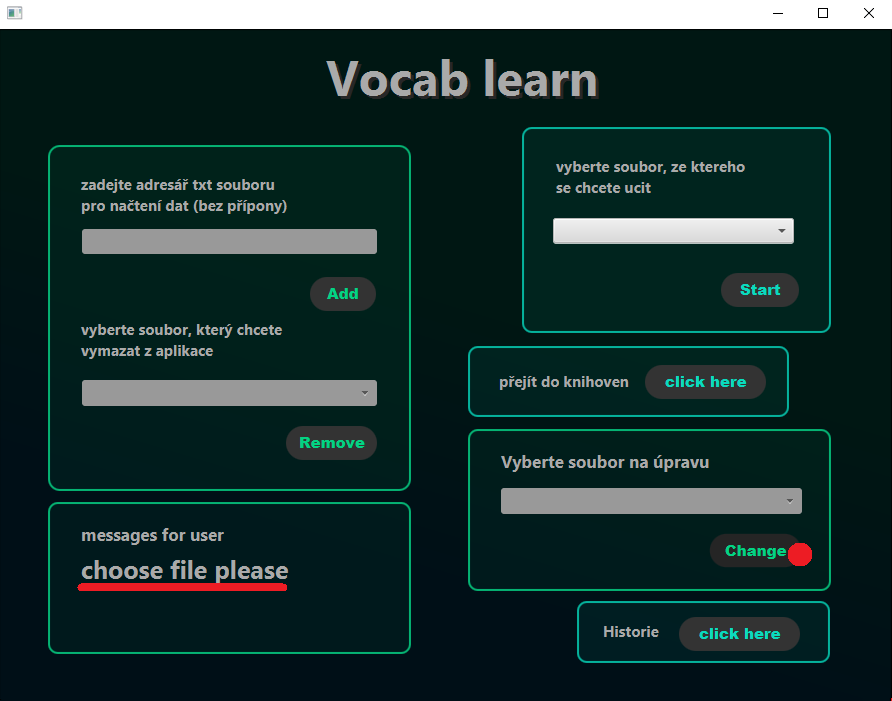 Vocab learn
zadejte adresář txt souboru
pro načtení dat (bez přípony)
Add
vyberte soubor, který chcete
vymazat z aplikace
Remove
messages for user
choose file please
vyberte soubor, ze ktereho
se chcete ucit
Start
přejít do knihoven click here
Vyberte soubor na úpravu
Change
Historie click here